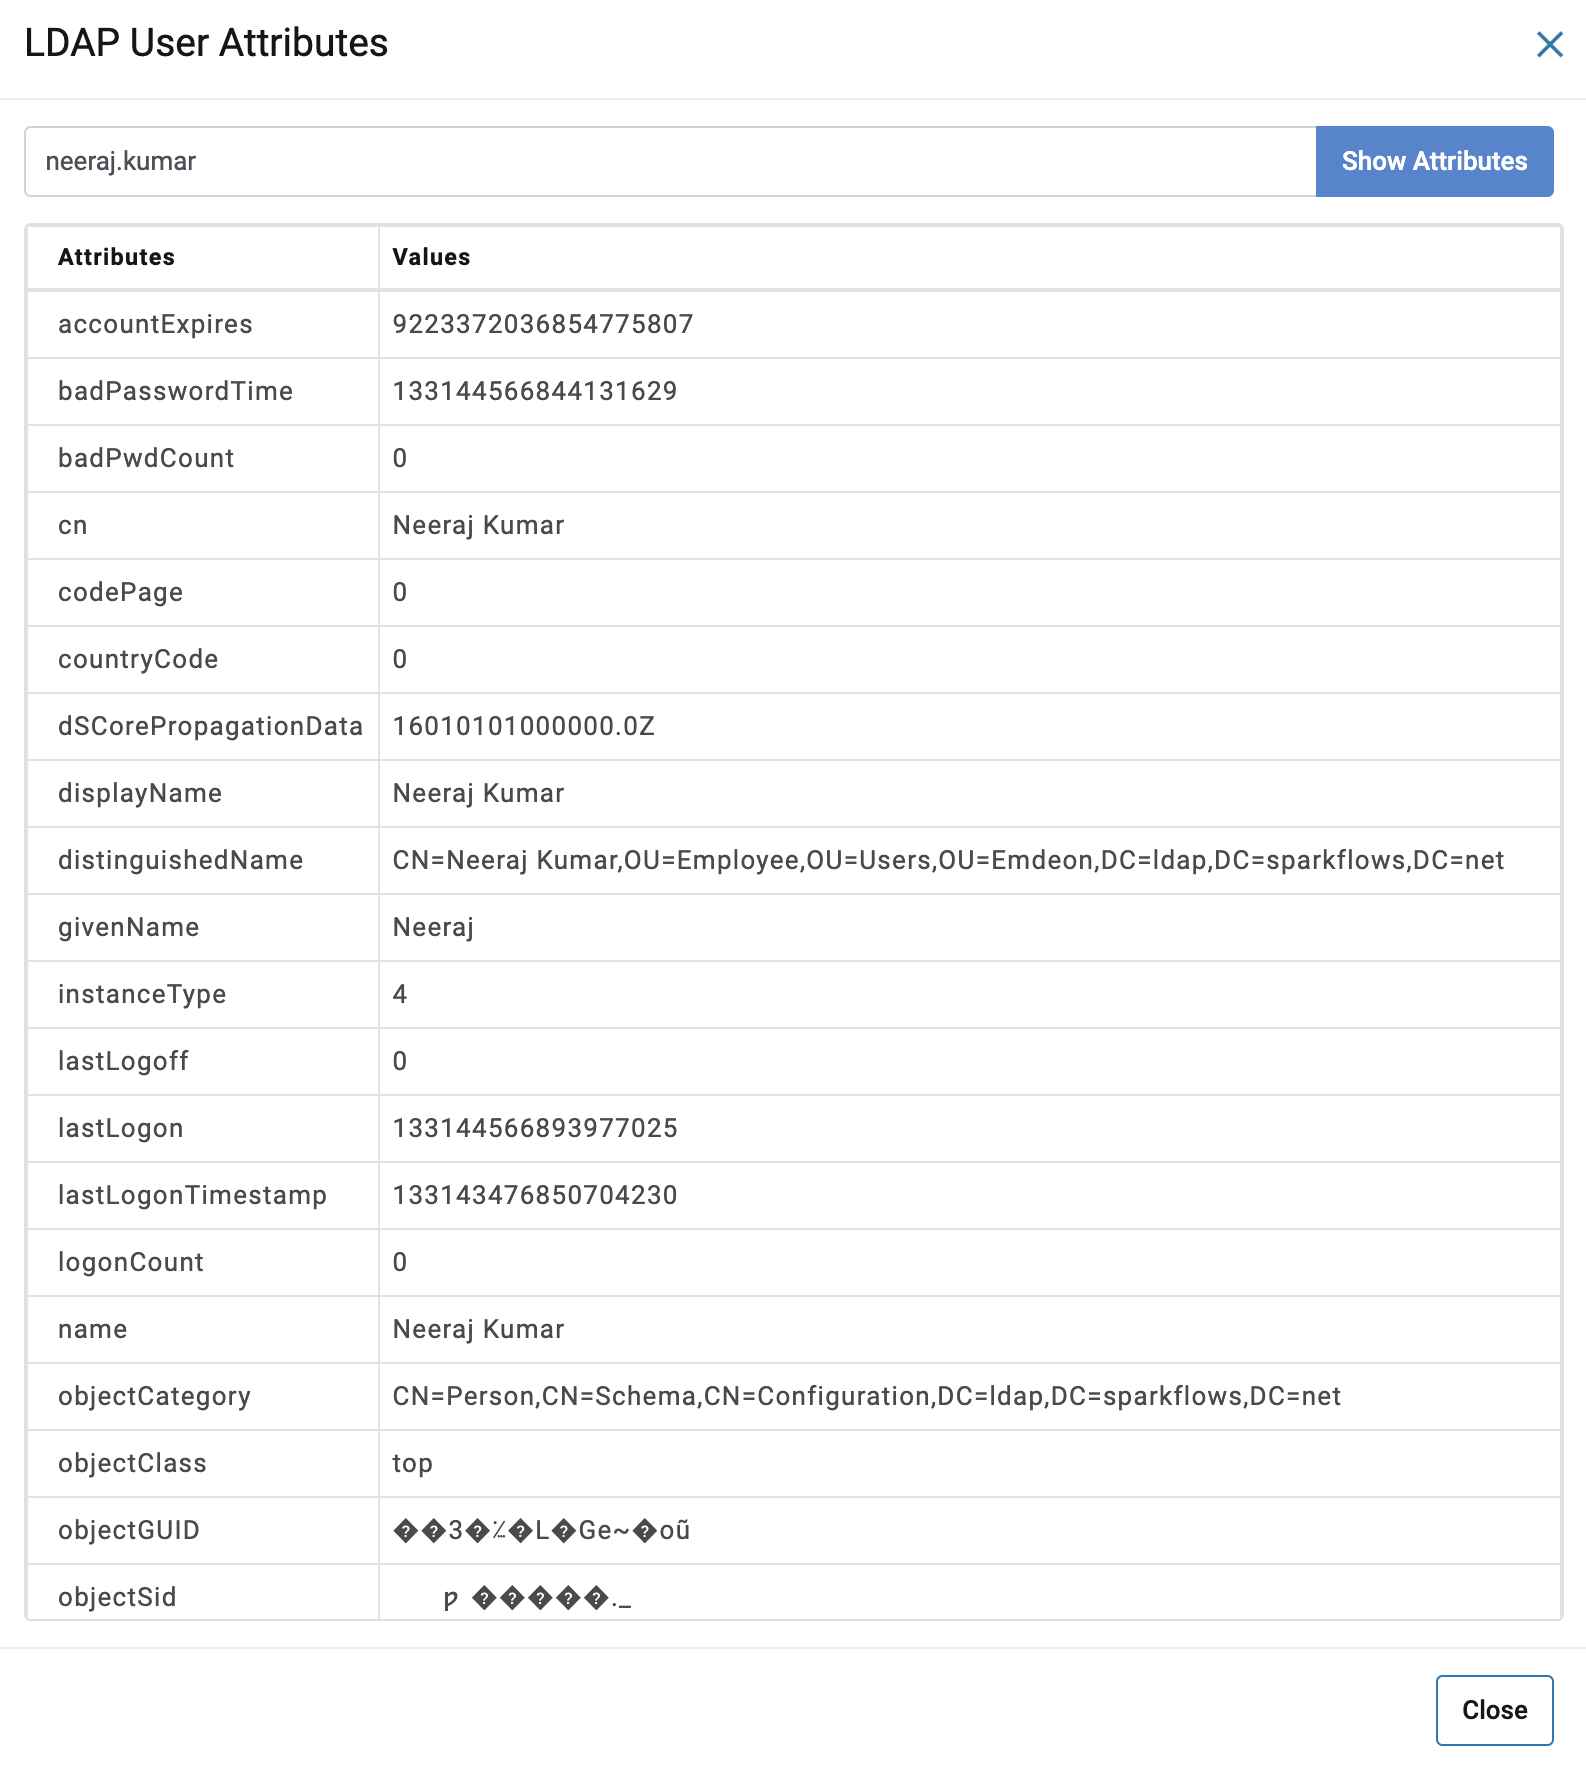 LDAP User Attributes
neeraj.kumar
Show Attributes
Attributes Values
accountExpires 9223372036854775807
badPasswordTime 133144566844131629
badPwdCount 0
cn Neeraj Kumar
codePage 0
countryCode 0
dSCorePropagationData 16010101000000.0Z
displayName Neeraj Kumar
distinguishedName CN=Neeraj Kumar,OU=Employee,OU=Users,OU=Emdeon,DC=ldap,DC=sparkflows,DC=net
givenName Neeraj
instanceType 4
lastLogoff 0
lastLogon 133144566893977025
lastLogonTimestamp 133143476850704230
logonCount 0
name Neeraj Kumar
objectCategory CN=Person,CN=Schema,CN=Configuration,DC=ldap,DC=sparkflows,DC=net
objectClass top
objectGUID ��3�⁒�L�Ge~�oũ
objectSid �����._
Close